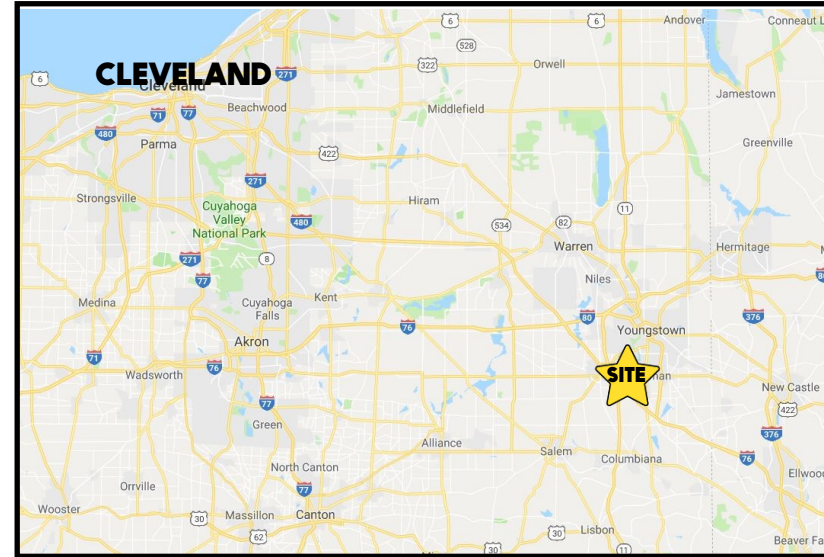 6
6
Andover
Conneaut L
528
CLEVELAND
271
322
Orwell
6
Cleveland
Jamestown
Beachwood
Middlefield
71
77
480
Parma
422
Greenville
271
Strongsville
Hiram
Cuyahoga
Valley
National Park
11
480
534
82
Warren
Hermitage
271
8
77
Niles
80
Medina
Cuyahoga
Falls
Kent
76
80
376
Youngstown
Akron
71
76
Wadsworth
SITE
man
New Castle
77
422
Green
Alliance
376
Salem
Columbiana
76
North Canton
Ellwoo
77
Orrville
Wooster
Massillon
Canton
30
30
Lisbon
62
30
11
Beaver Fa